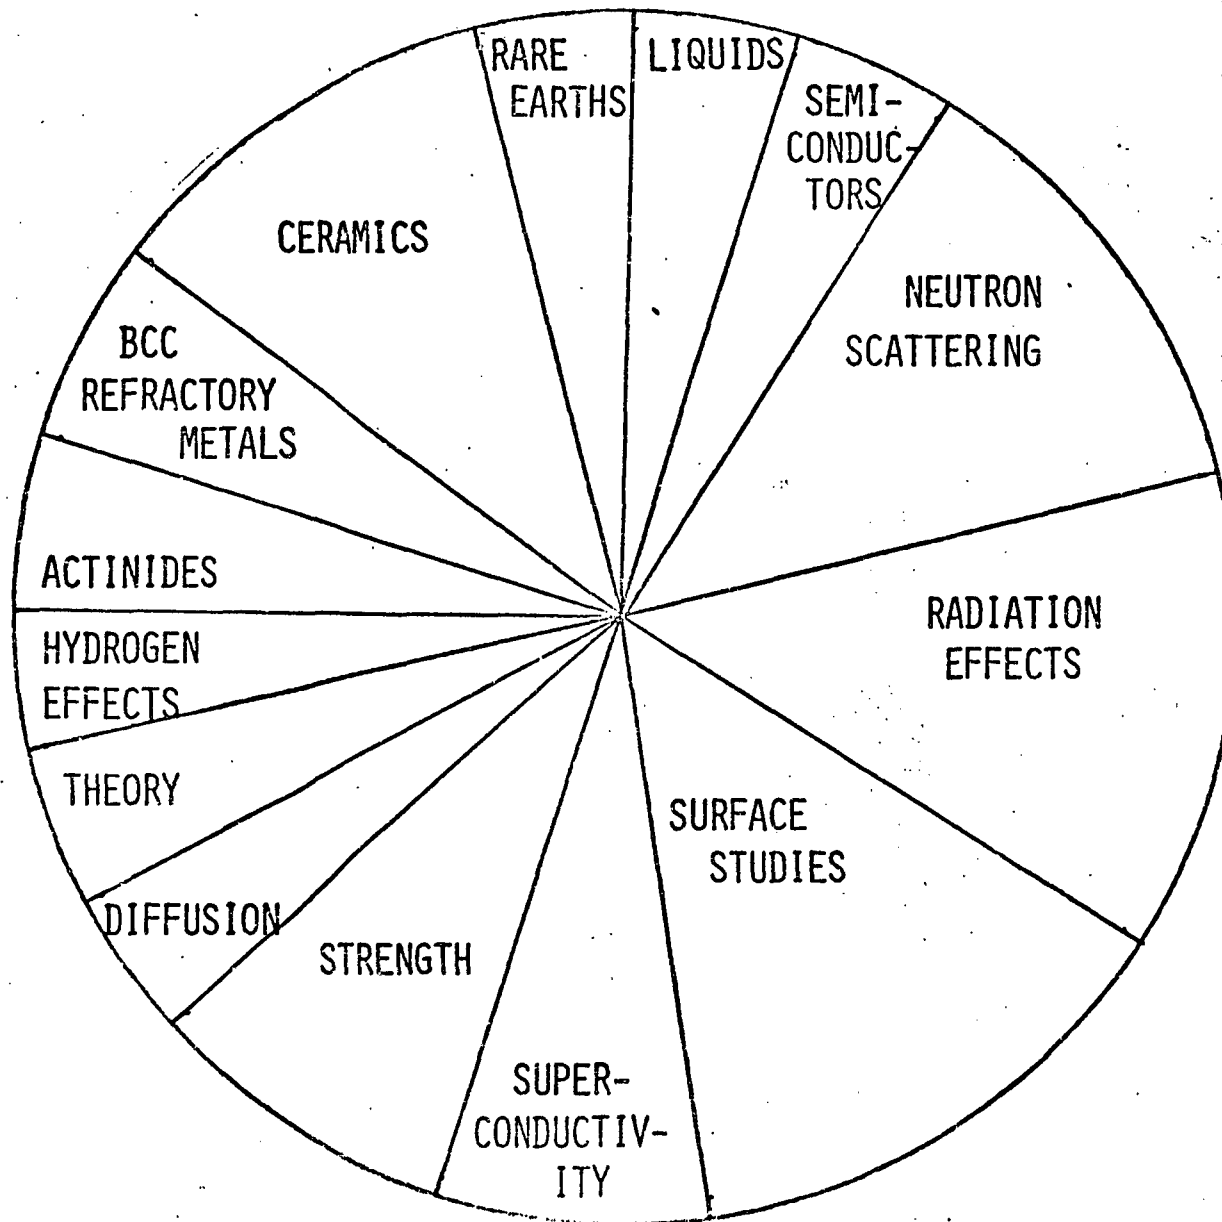 RARE
EARTHS
LIQUIDS
SEMI-
CONDUC-
TORS
NEUTRON
SCATTERING
RADIATION
EFFECTS
SURFACE
STUDIES
SUPER-
CONDUCTIV-
ITY
STRENGTH
DIFFUSION
THEORY
HYDROGEN
EFFECTS
ACTINIDES
BCC
REFRACTORY
METALS
CERAMICS